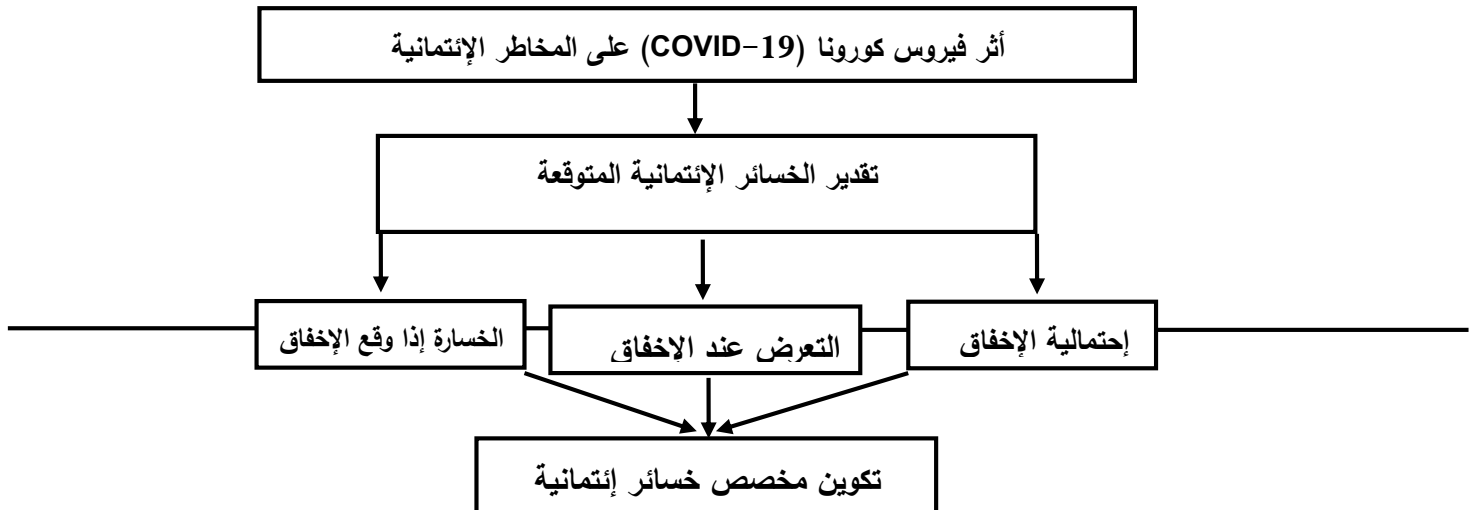 أثر فيروس كورونا (COVID-19) على المخاطر الإئتمانية
تقدير الخسائر الإئتمانية المتوقعة
إحتمالية الإخفاق
التعرض عند الإخفاق
الخسارة إذا وقع الإخفاق
تكوين مخصص خسائر إئتمانية